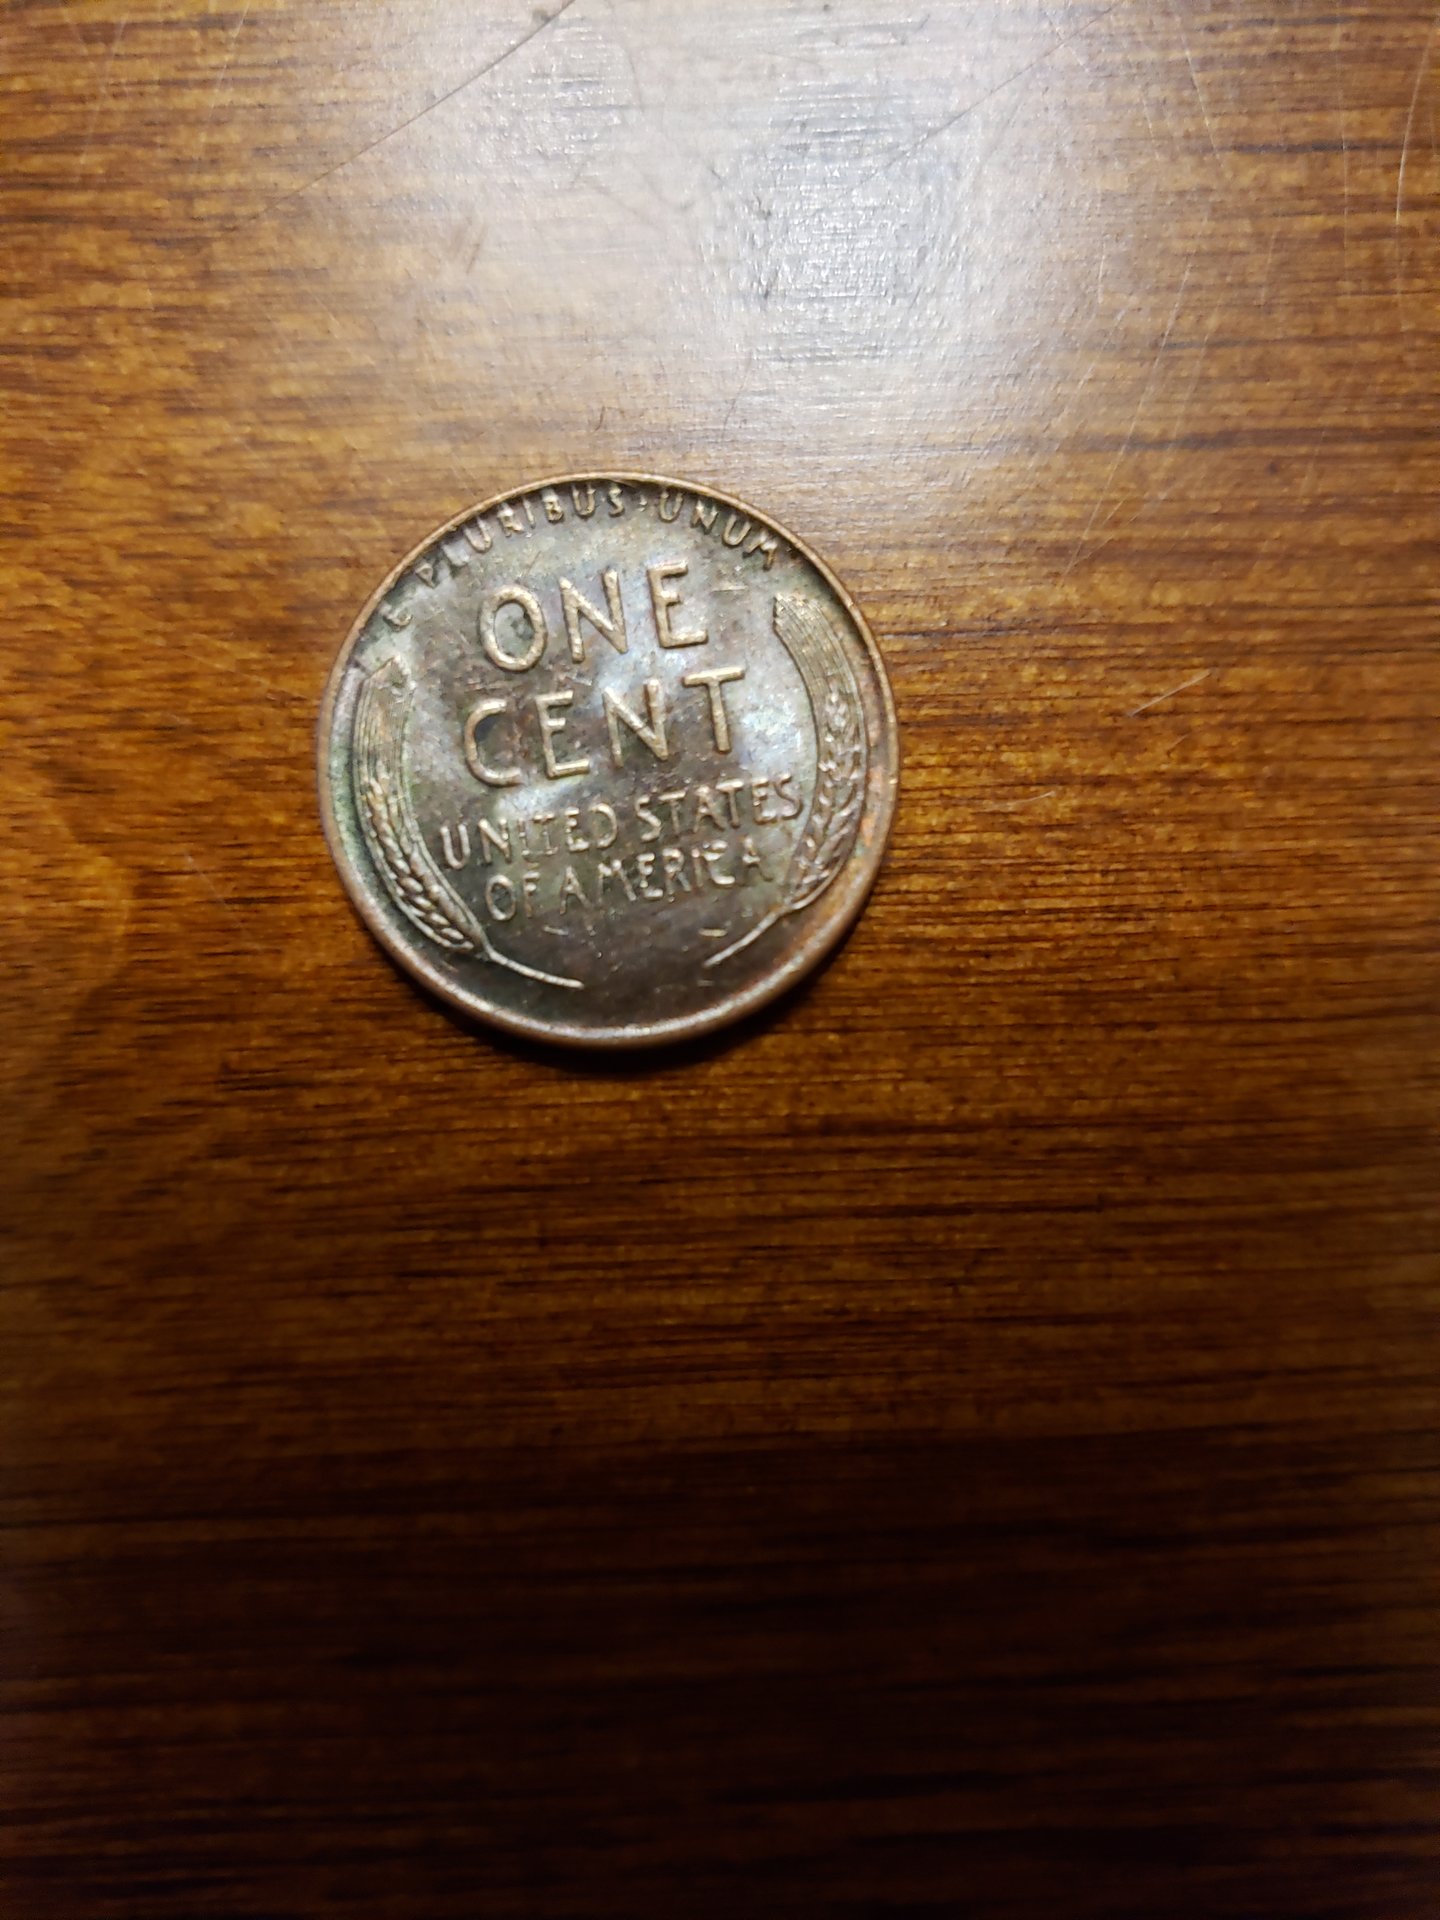 E PLURIBUS·UNUM
ONE
CENT
UNITED STATES
OF AMERICA